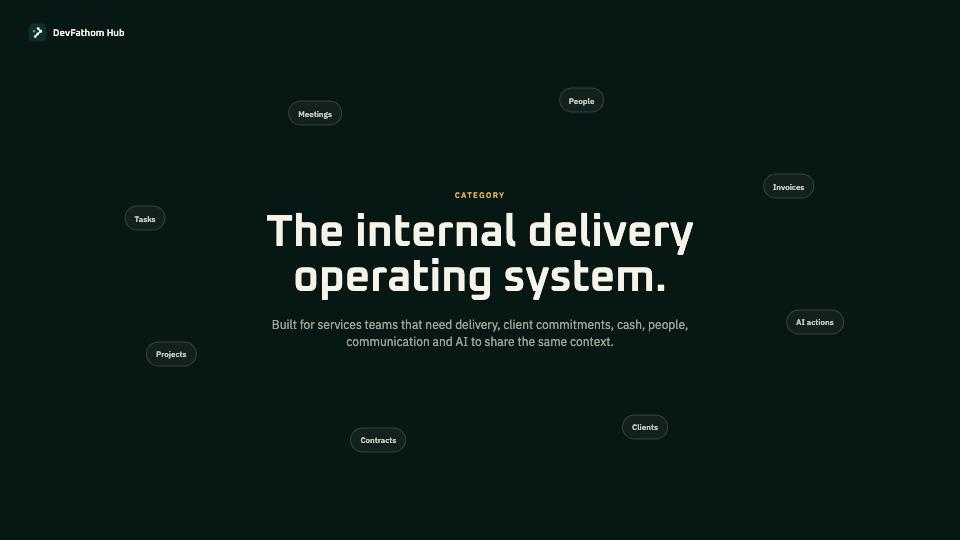 DevFathom Hub
People
Meetings
Invoices
CATEGORY
Tasks
The internal delivery
operating system.
Built for services teams that need delivery, client commitments, cash, people,
communication and AI to share the same context.
AI actions
Projects
Clients
Contracts